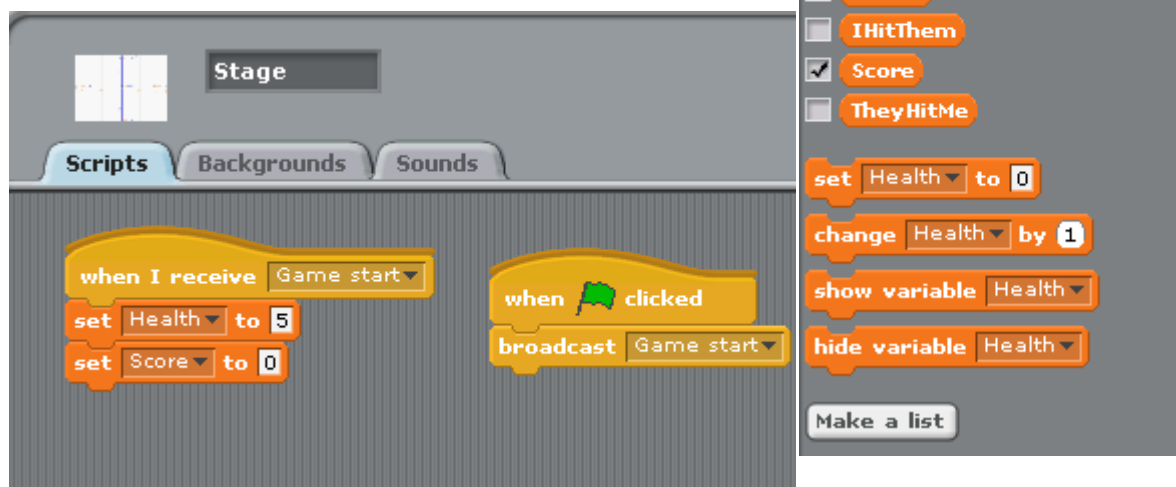 Stage
Scripts Backgrounds Sounds
when I receive Game start
set Health to 5
set Score to 0
when clicked
broadcast Game start
IHitThem
Score
TheyHitMe
set Health to 0
change Health by 1
show variable Health
hide variable Health
Make a list